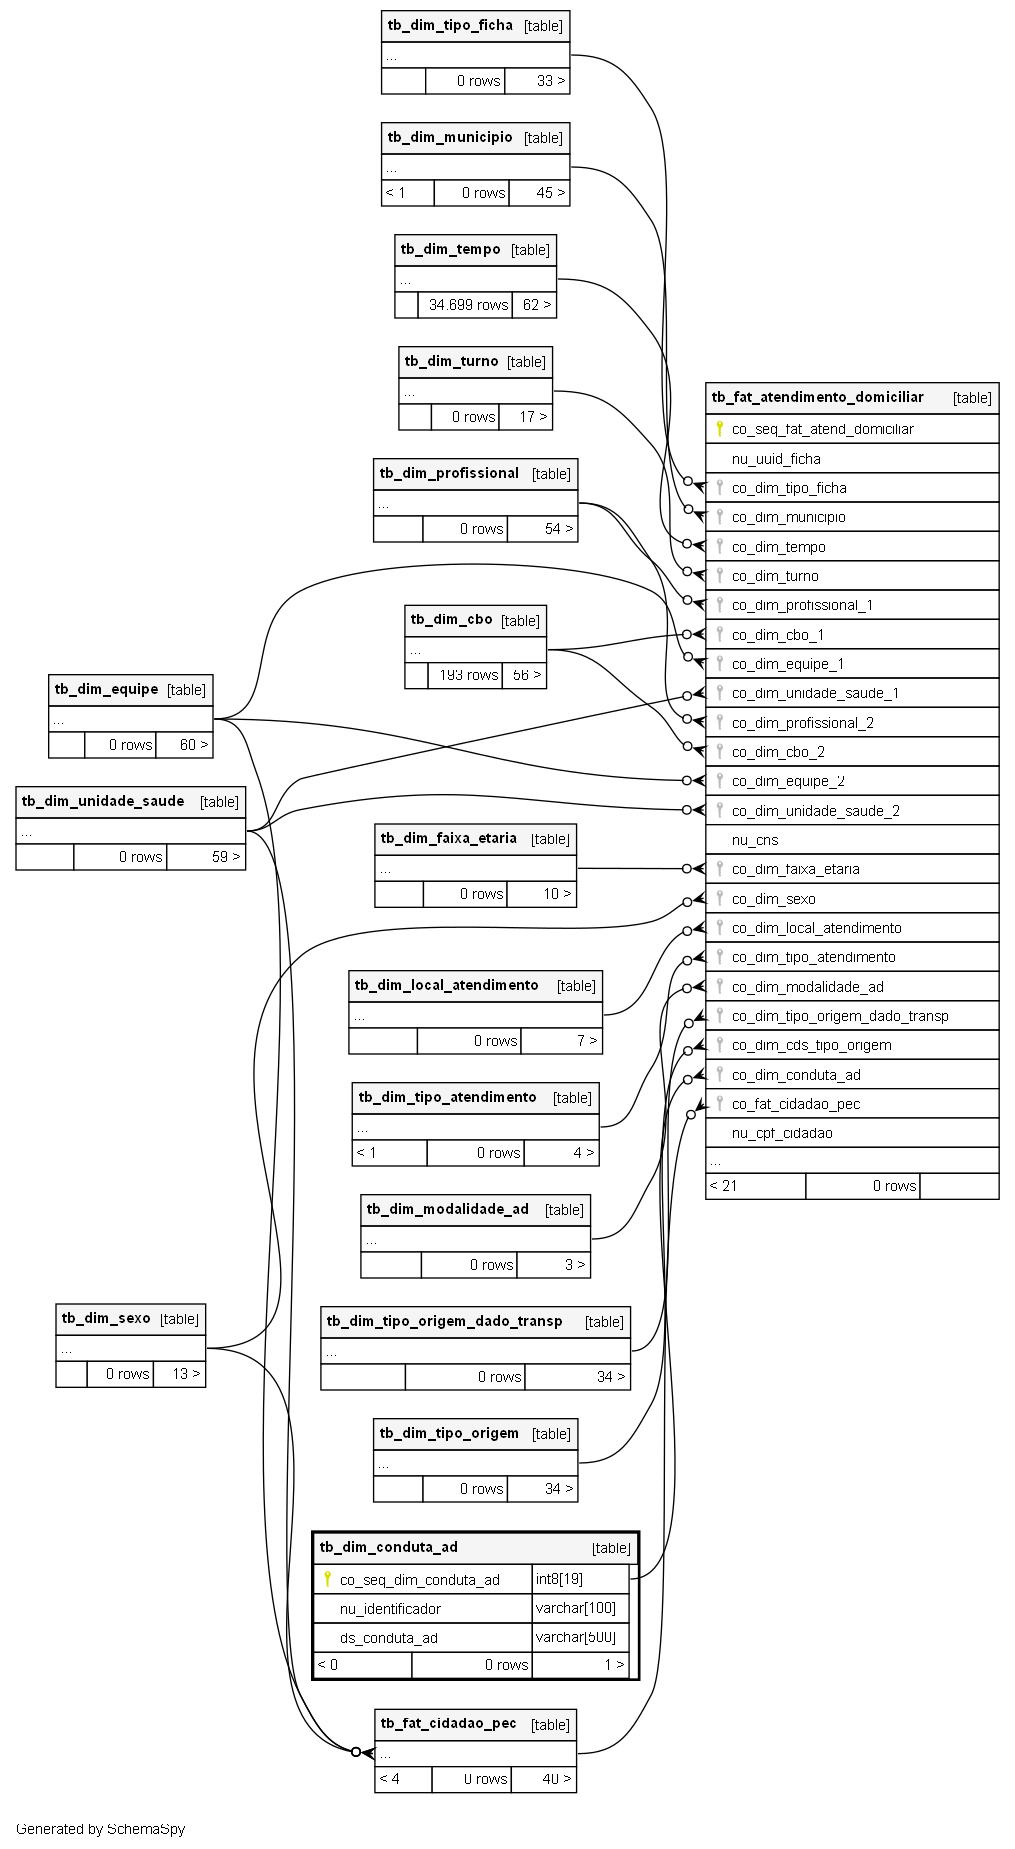 tb_dim_tipo_ficha [table]
...
0 rows 33 >
tb_dim_municipio [table]
...
< 1 0 rows 45 >
tb_dim_tempo [table]
...
34.699 rows 62 >
tb_dim_turno [table]
...
0 rows 17 >
tb_dim_profissional [table]
...
0 rows 54 >
tb_dim_cbo [table]
...
193 rows 56 >
tb_dim_equipe [table]
...
0 rows 60 >
tb_dim_unidade_saude [table]
...
0 rows 59 >
tb_dim_faixa_etaria [table]
...
0 rows 10 >
tb_dim_local_atendimento [table]
...
0 rows 7 >
tb_dim_tipo_atendimento [table]
...
< 1 0 rows 4 >
tb_dim_modalidade_ad [table]
...
0 rows 3 >
tb_dim_sexo [table]
...
0 rows 13 >
tb_dim_tipo_origem_dado_transp [table]
...
0 rows 34 >
tb_dim_tipo_origem [table]
...
0 rows 34 >
tb_dim_conduta_ad [table]
co_seq_dim_conduta_ad int8[19]
nu_identificador varchar[100]
ds_conduta_ad varchar[500]
< 0 0 rows 1 >
tb_fat_cidadao_pec [table]
...
< 4 0 rows 40 >
tb_fat_atendimento_domiciliar [table]
co_seq_fat_atend_domiciliar
nu_uuid_ficha
co_dim_tipo_ficha
co_dim_municipio
co_dim_tempo
co_dim_turno
co_dim_profissional_1
co_dim_cbo_1
co_dim_equipe_1
co_dim_unidade_saude_1
co_dim_profissional_2
co_dim_cbo_2
co_dim_equipe_2
co_dim_unidade_saude_2
nu_cns
co_dim_faixa_etaria
co_dim_sexo
co_dim_local_atendimento
co_dim_tipo_atendimento
co_dim_modalidade_ad
co_dim_tipo_origem_dado_transp
co_dim_cds_tipo_origem
co_dim_conduta_ad
co_fat_cidadao_pec
nu_cpf_cidadao
...
< 21 0 rows
Generated by SchemaSpy